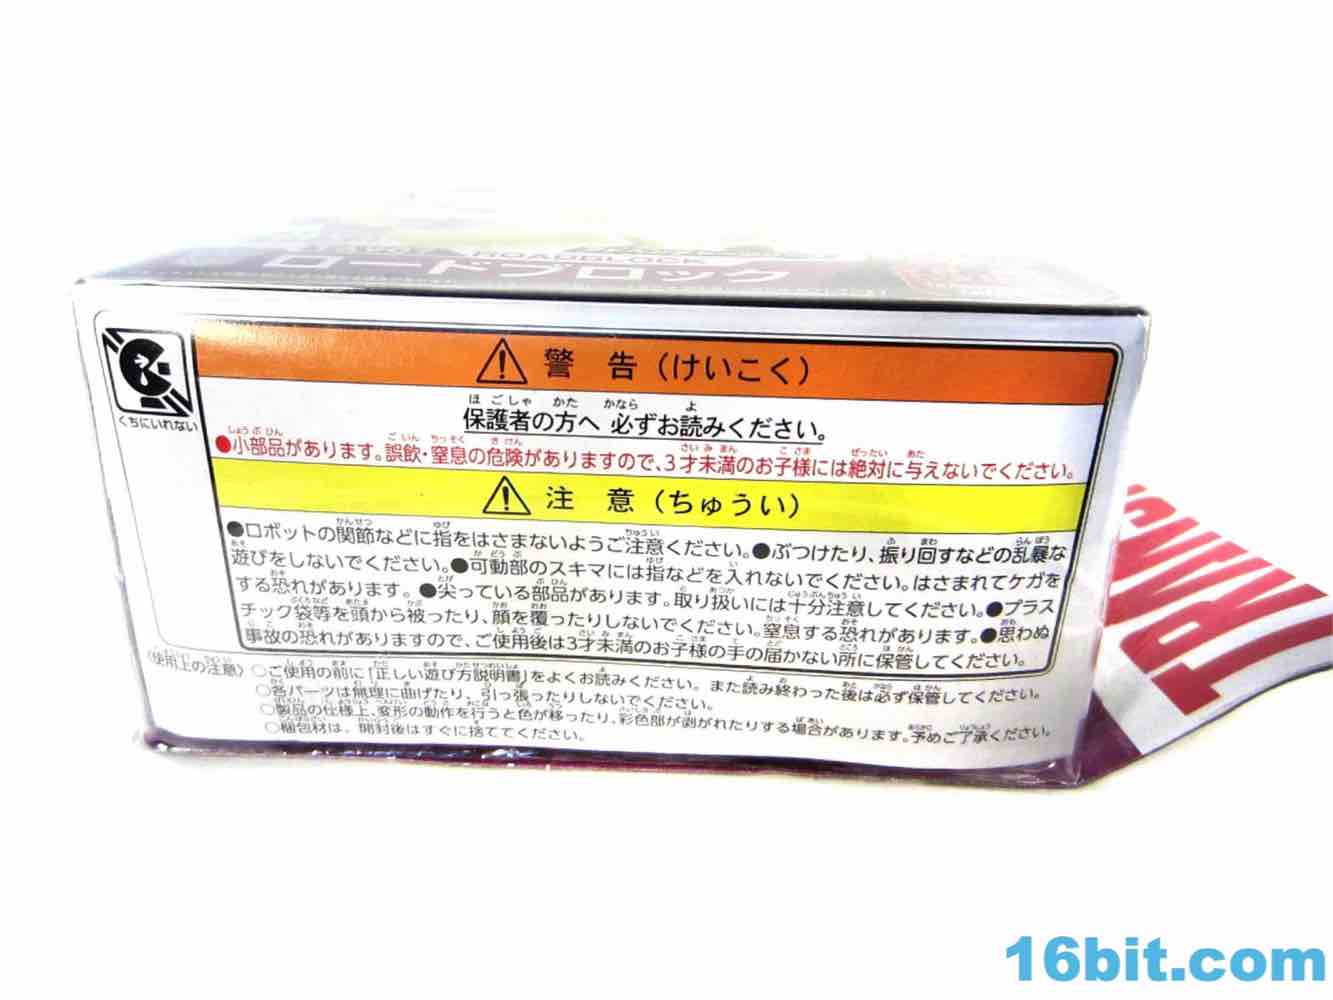 ROADBLOCK
ロードブロック
警告(けいこく)
くちにいれない
保護者の方へ 必ずお読みください。
●小部品があります。誤飲・窒息の危険がありますので、3才未満のお子様には絶対に与えないでください。
注意(ちゅうい)
●ロボットの関節などに指をはさまないようご注意ください。●ぶつけたり、振り回すなどの乱暴な
遊びをしないでください。●可動部のスキマには指などを入れないでください。はさまれてケガを
する恐れがあります。●尖っている部品があります。取り扱いには十分注意してください。●プラス
チック袋等を頭から被ったり、顔を覆ったりしないでください。窒息する恐れがあります。●思わぬ
事故の恐れがありますので、ご使用後は3才未満のお子様の手の届かない所に保管してください。
〈使用上の注意〉○ご使用の前に「正しい遊び方説明書」をよくお読みください。また読み終わった後は必ず保管してください。
○各パーツは無理に曲げたり、引っ張ったりしないでください。
○製品の仕様上、変形の動作を行うと色が移ったり、彩色部が剥がれたりする場合があります。予めご了承ください。
○梱包材は、開封後はすぐに捨ててください。
TRANS
16bit.com